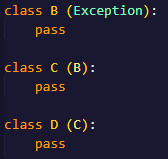 class B (Exception):
    pass
class C (B):
    pass
class D (C):
    pass